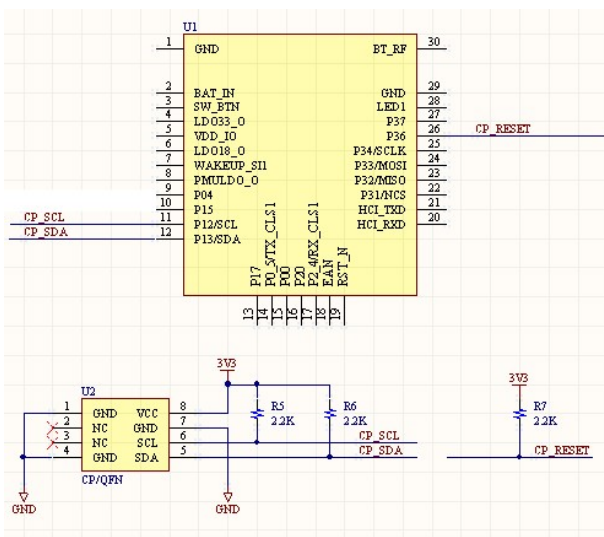 U1
1 GND BT_RF 30
2 BAT_IN GND 29
3 SW_BTN LED1 28
4 LDO33_O P37 27
5 VDD_IO P36 26 CP_RESET
6 LDO18_O P34/SCLK 25
7 WAKEUP_SI1 P33/MOSI 24
8 PMULDO_O P32/MISO 23
9 P04 P31/NCS 22
10 P15 HCI_TXD 21
CP_SCL 11 P12/SCL HCI_RXD 20
CP_SDA 12 P13/SDA
P17 P0_5/TX_CLS1 P00 P20 P2_4/RX_CLS1 EAN RST_N
13 14 15 16 17 18 19
3V3
3V3
U2
R5 2.2K
R6 2.2K
R7 2.2K
1 GND VCC 8
2 NC GND 7
3 NC SCL 6 CP_SCL
4 GND SDA 5 CP_SDA
CP_RESET
CP/QFN
GND
GND